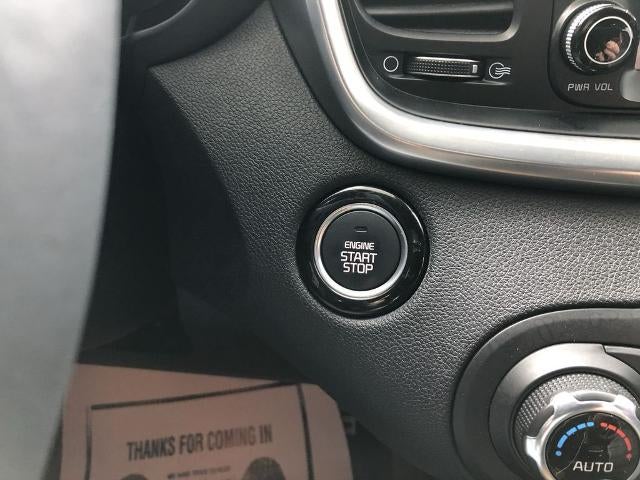 PWR VOL
ENGINE
START
STOP
THANKS FOR COMING IN
AUTO